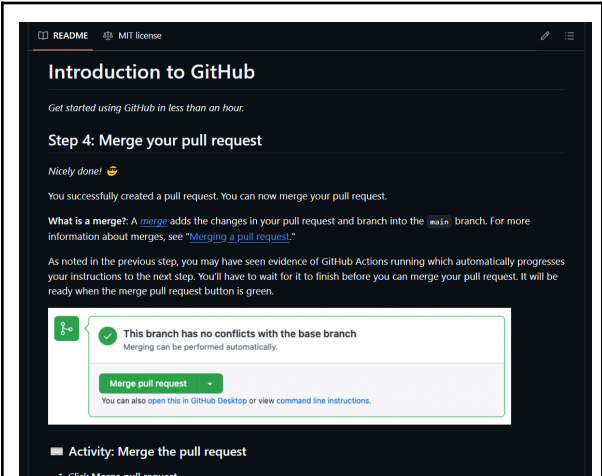 README MIT license
Introduction to GitHub
Get started using GitHub in less than an hour.
Step 4: Merge your pull request
Nicely done! 😎
You successfully created a pull request. You can now merge your pull request.
What is a merge?: A merge adds the changes in your pull request and branch into the main branch. For more
information about merges, see "Merging a pull request."
As noted in the previous step, you may have seen evidence of GitHub Actions running which automatically progresses
your instructions to the next step. You'll have to wait for it to finish before you can merge your pull request. It will be
ready when the merge pull request button is green.
This branch has no conflicts with the base branch
Merging can be performed automatically.
Merge pull request
You can also open this in GitHub Desktop or view command line instructions.
Activity: Merge the pull request
1. Click Merge pull request